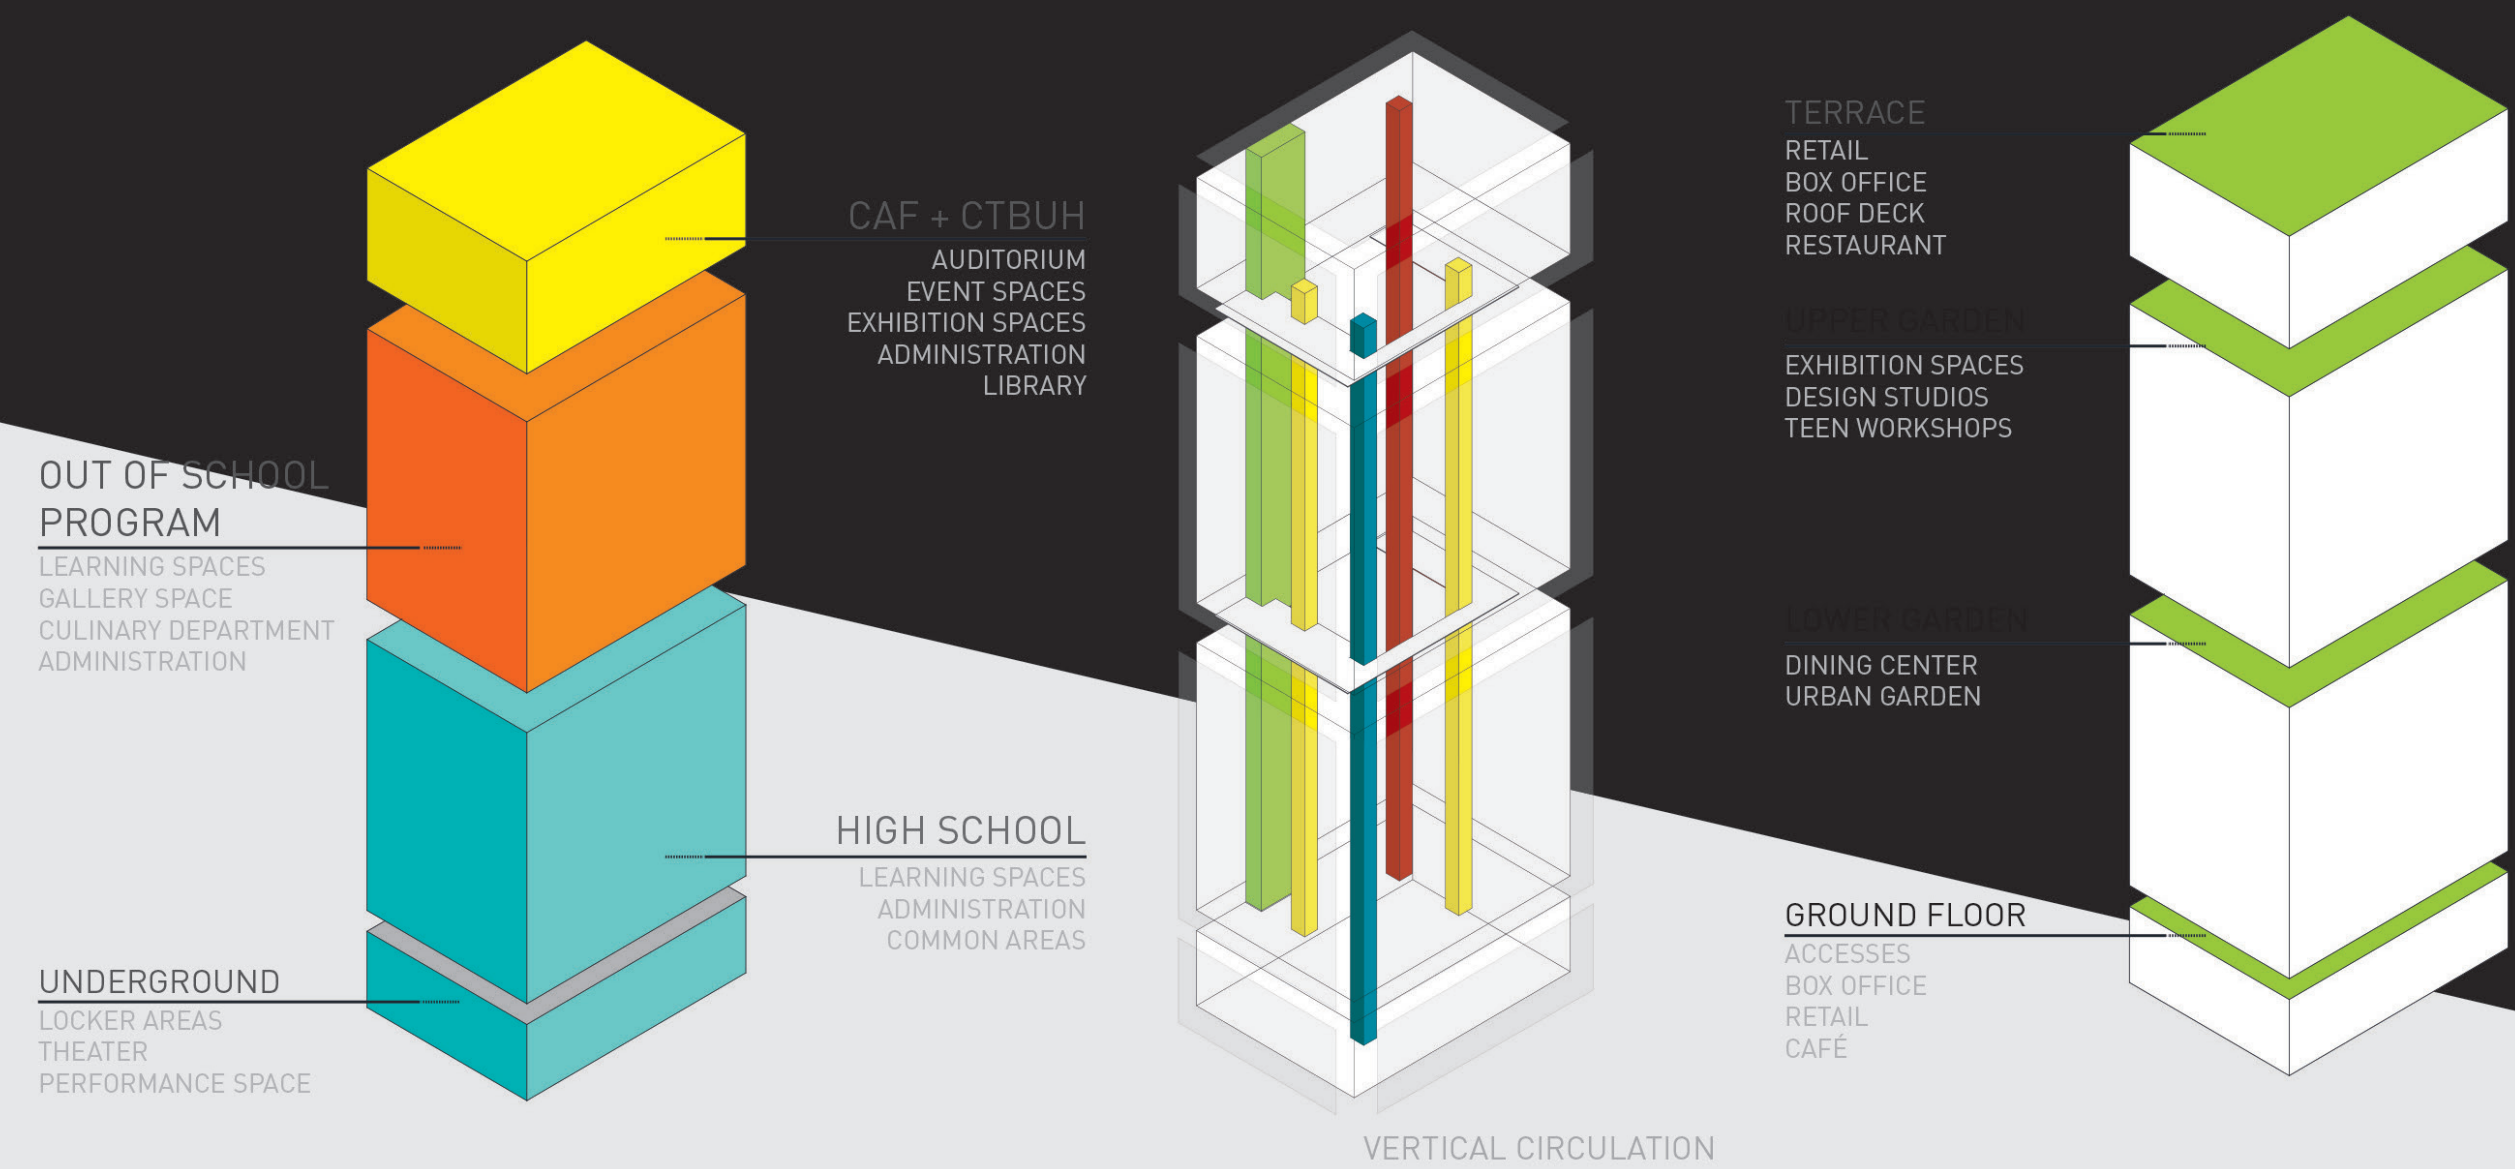 CAF + CTBUH
AUDITORIUM
EVENT SPACES
EXHIBITION SPACES
ADMINISTRATION
LIBRARY
OUT OF SCHOOL
PROGRAM
LEARNING SPACES
GALLERY SPACE
CULINARY DEPARTMENT
ADMINISTRATION
HIGH SCHOOL
LEARNING SPACES
ADMINISTRATION
COMMON AREAS
UNDERGROUND
LOCKER AREAS
THEATER
PERFORMANCE SPACE
VERTICAL CIRCULATION
TERRACE
RETAIL
BOX OFFICE
ROOF DECK
RESTAURANT
UPPER GARDEN
EXHIBITION SPACES
DESIGN STUDIOS
TEEN WORKSHOPS
LOWER GARDEN
DINING CENTER
URBAN GARDEN
GROUND FLOOR
ACCESSES
BOX OFFICE
RETAIL
CAFÉ